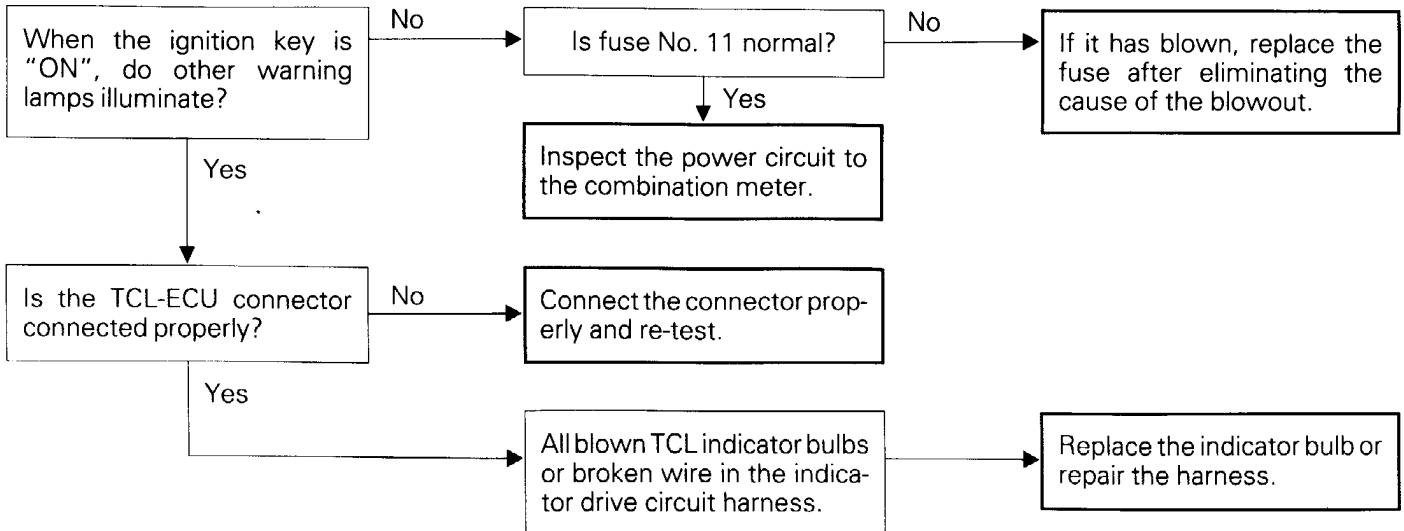 When the ignition key is
"ON", do other warning
lamps illuminate?
No
Is fuse No. 11 normal?
No
If it has blown, replace the
fuse after eliminating the
cause of the blowout.
Yes
Inspect the power circuit to
the combination meter.
Yes
Is the TCL-ECU connector
connected properly?
No
Connect the connector prop-
erly and re-test.
Yes
All blown TCL indicator bulbs
or broken wire in the indica-
tor drive circuit harness.
Replace the indicator bulb or
repair the harness.